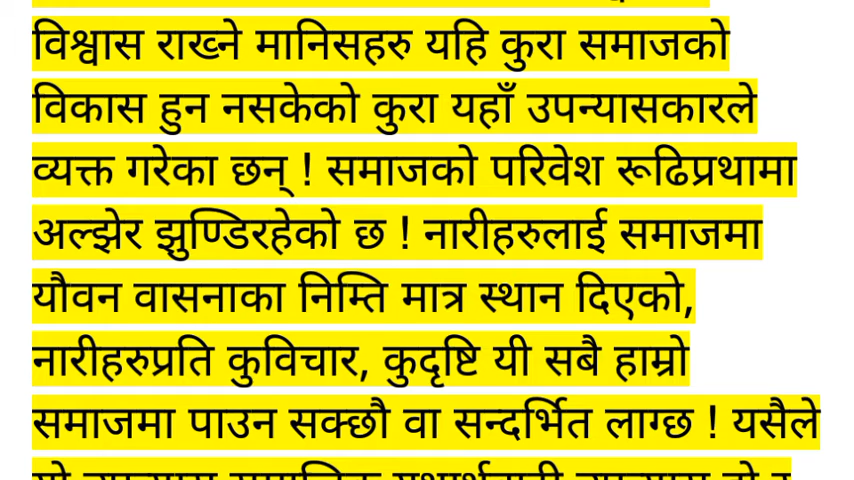 विश्वास राख्ने मानिसहरु यहि कुरा समाजको
विकास हुन नसकेको कुरा यहाँ उपन्यासकारले
व्यक्त गरेका छन् ! समाजको परिवेश रूढिप्रथामा
अल्झेर झुण्डिरहेको छ ! नारीहरुलाई समाजमा
यौवन वासनाका निम्ति मात्र स्थान दिएको,
नारीहरुप्रति कुविचार, कुदृष्टि यी सबै हाम्रो
समाजमा पाउन सक्छौ वा सन्दर्भित लाग्छ ! यसैले